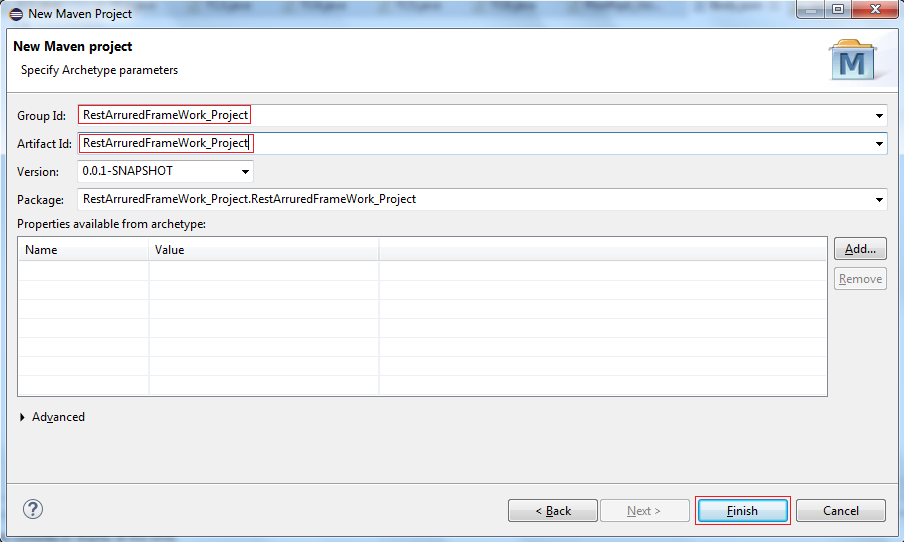 New Maven Project
New Maven project
Specify Archetype parameters
M
Group Id: RestArruredFrameWork_Project
Artifact Id: RestArruredFrameWork_Project
Version: 0.0.1-SNAPSHOT
Package: RestArruredFrameWork_Project.RestArruredFrameWork_Project
Properties available from archetype:
Name Value
Add...
Remove
Advanced
? < Back Next > Finish Cancel